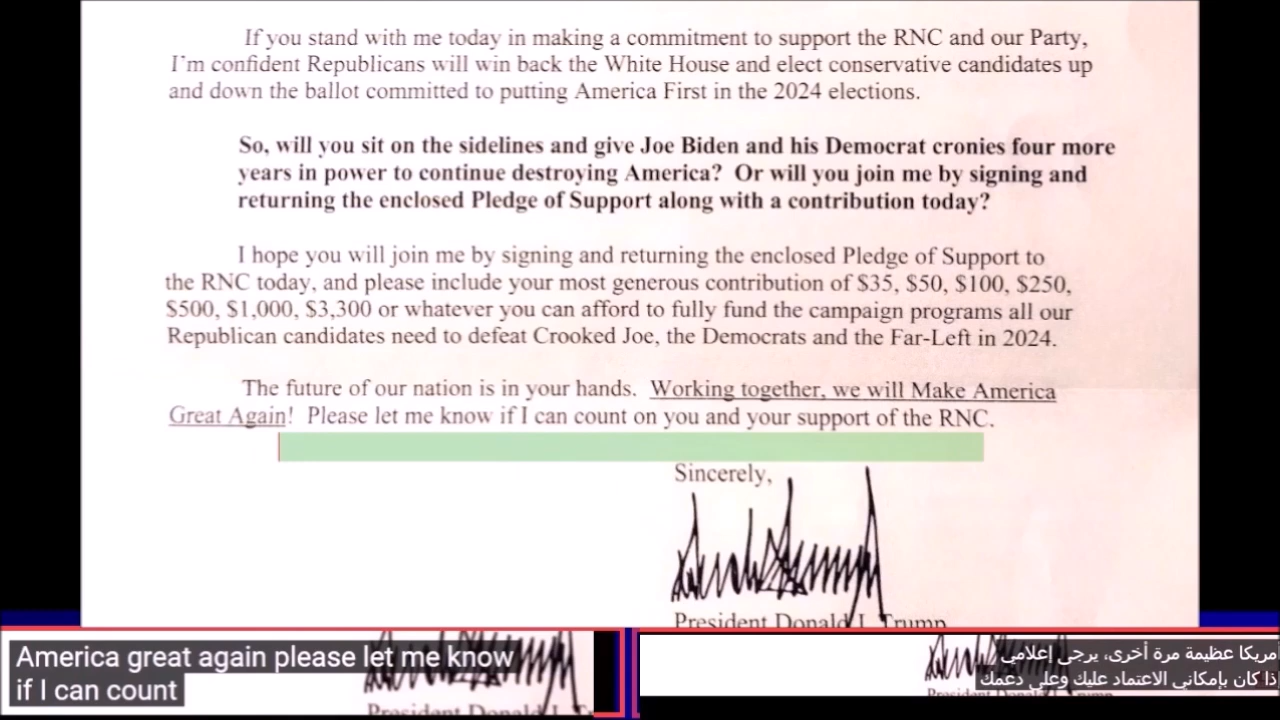 If you stand with me today in making a commitment to support the RNC and our Party,
I'm confident Republicans will win back the White House and elect conservative candidates up
and down the ballot committed to putting America First in the 2024 elections.
So, will you sit on the sidelines and give Joe Biden and his Democrat cronies four more
years in power to continue destroying America? Or will you join me by signing and
returning the enclosed Pledge of Support along with a contribution today?
I hope you will join me by signing and returning the enclosed Pledge of Support to
the RNC today, and please include your most generous contribution of $35, $50, $100, $250,
$500, $1,000, $3,300 or whatever you can afford to fully fund the campaign programs all our
Republican candidates need to defeat Crooked Joe, the Democrats and the Far-Left in 2024.
The future of our nation is in your hands. Working together, we will Make America
Great Again! Please let me know if I can count on you and your support of the RNC.
Sincerely,
President Donald J. Trump
America great again please let me know
if I can count
President Donald J. T
أمريكا عظيمة مرة أخرى، يرجى إعلامي
إذا كان بإمكاني الاعتماد عليك وعلى دعمك